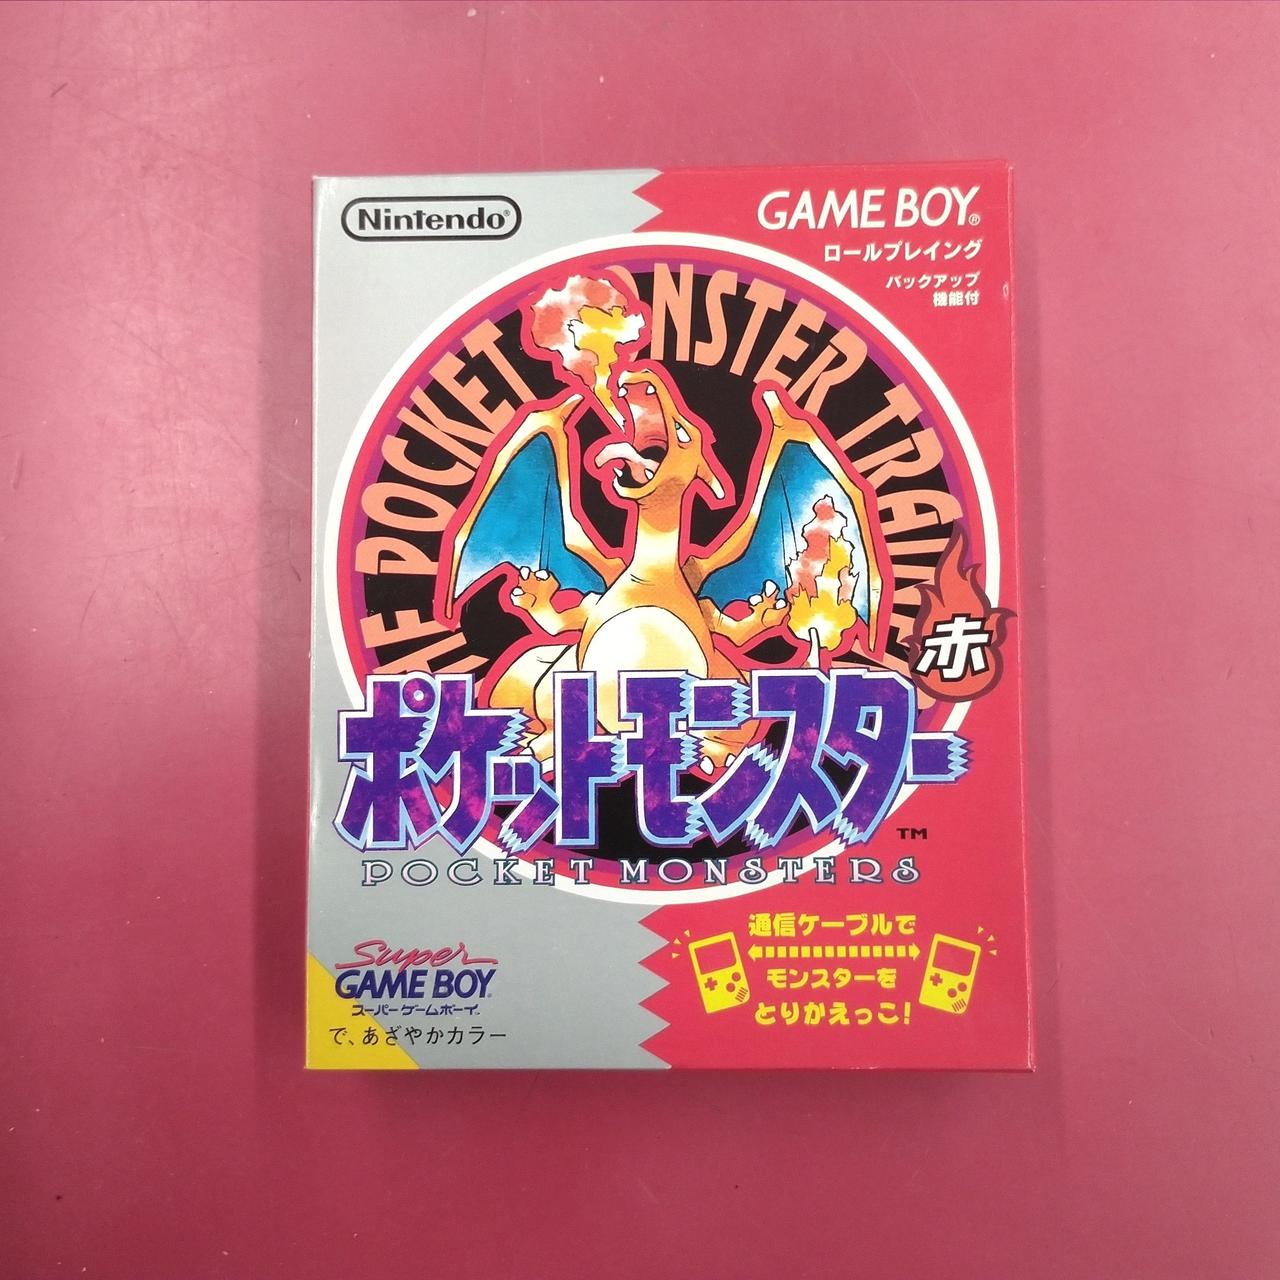 Nintendo®
GAME BOY®
ロールプレイング
バックアップ
機能付
POCKET MONSTER TRAINER
赤
ポケットモンスター
TM
POCKET MONSTERS
Super
GAME BOY
スーパーゲームボーイ
で、あざやかカラー
通信ケーブルで
モンスターを
とりかえっこ!